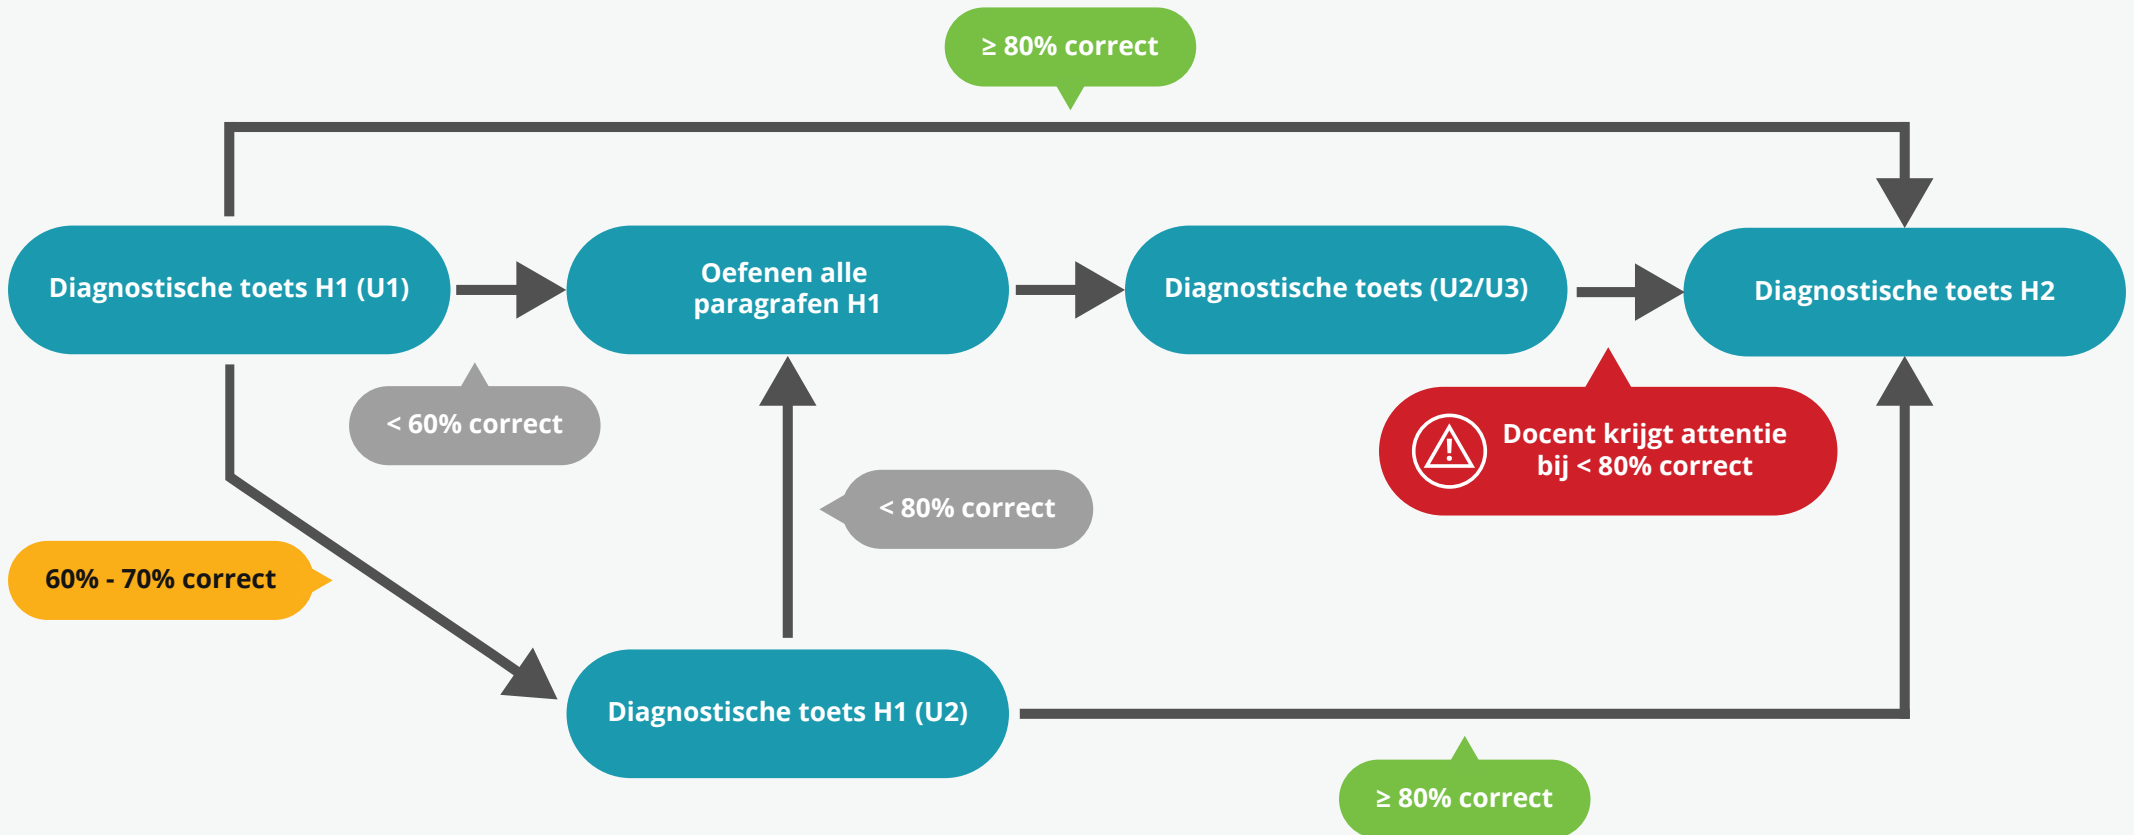 ≥ 80% correct
Diagnostische toets H1 (U1)
Oefenen alle
paragrafen H1
Diagnostische toets (U2/U3)
Diagnostische toets H2
< 60% correct
Docent krijgt attentie
bij < 80% correct
< 80% correct
60% - 70% correct
Diagnostische toets H1 (U2)
≥ 80% correct